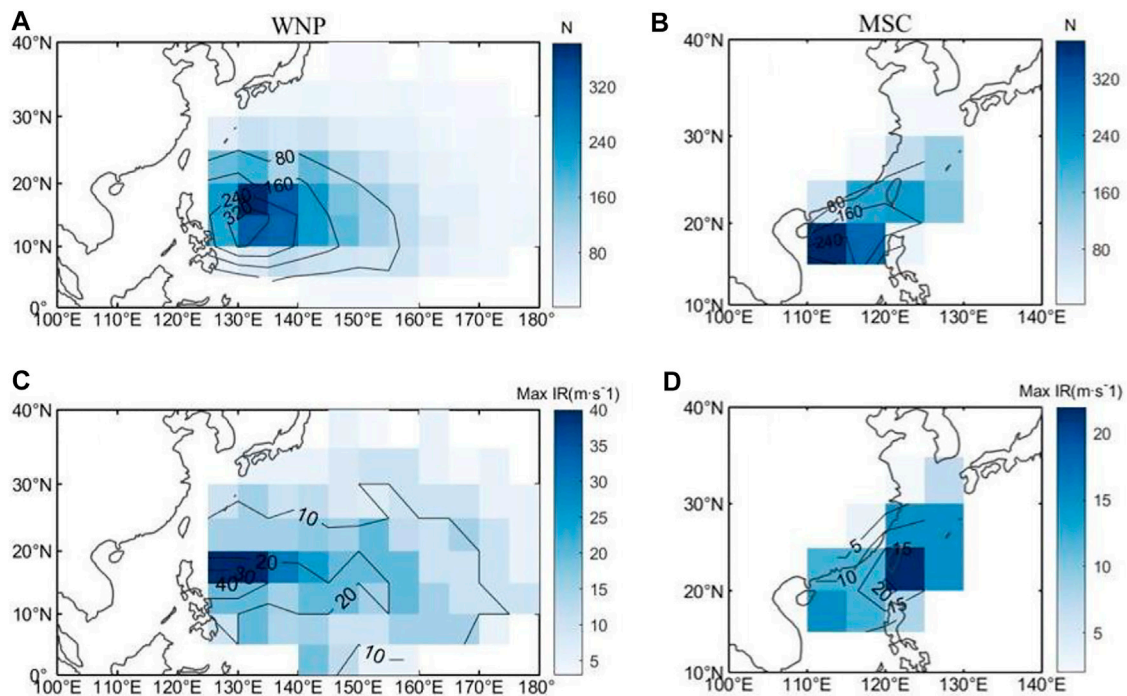 A
WNP
N
40°N
30°N
20°N
10°N
0°
100°E 110°E 120°E 130°E 140°E 150°E 160°E 170°E 180°
80
160
240
320
320
240
160
80
B
MSC
N
40°N
30°N
20°N
10°N
100°E 110°E 120°E 130°E 140°E
80
160
240
320
240
160
80
C
Max IR(m·s⁻¹)
40°N
30°N
20°N
10°N
0°
100°E 110°E 120°E 130°E 140°E 150°E 160°E 170°E 180°
10
20
30
40
20
10
40
35
30
25
20
15
10
5
D
Max IR(m·s⁻¹)
40°N
30°N
20°N
10°N
100°E 110°E 120°E 130°E 140°E
5
15
10
20
15
20
15
10
5